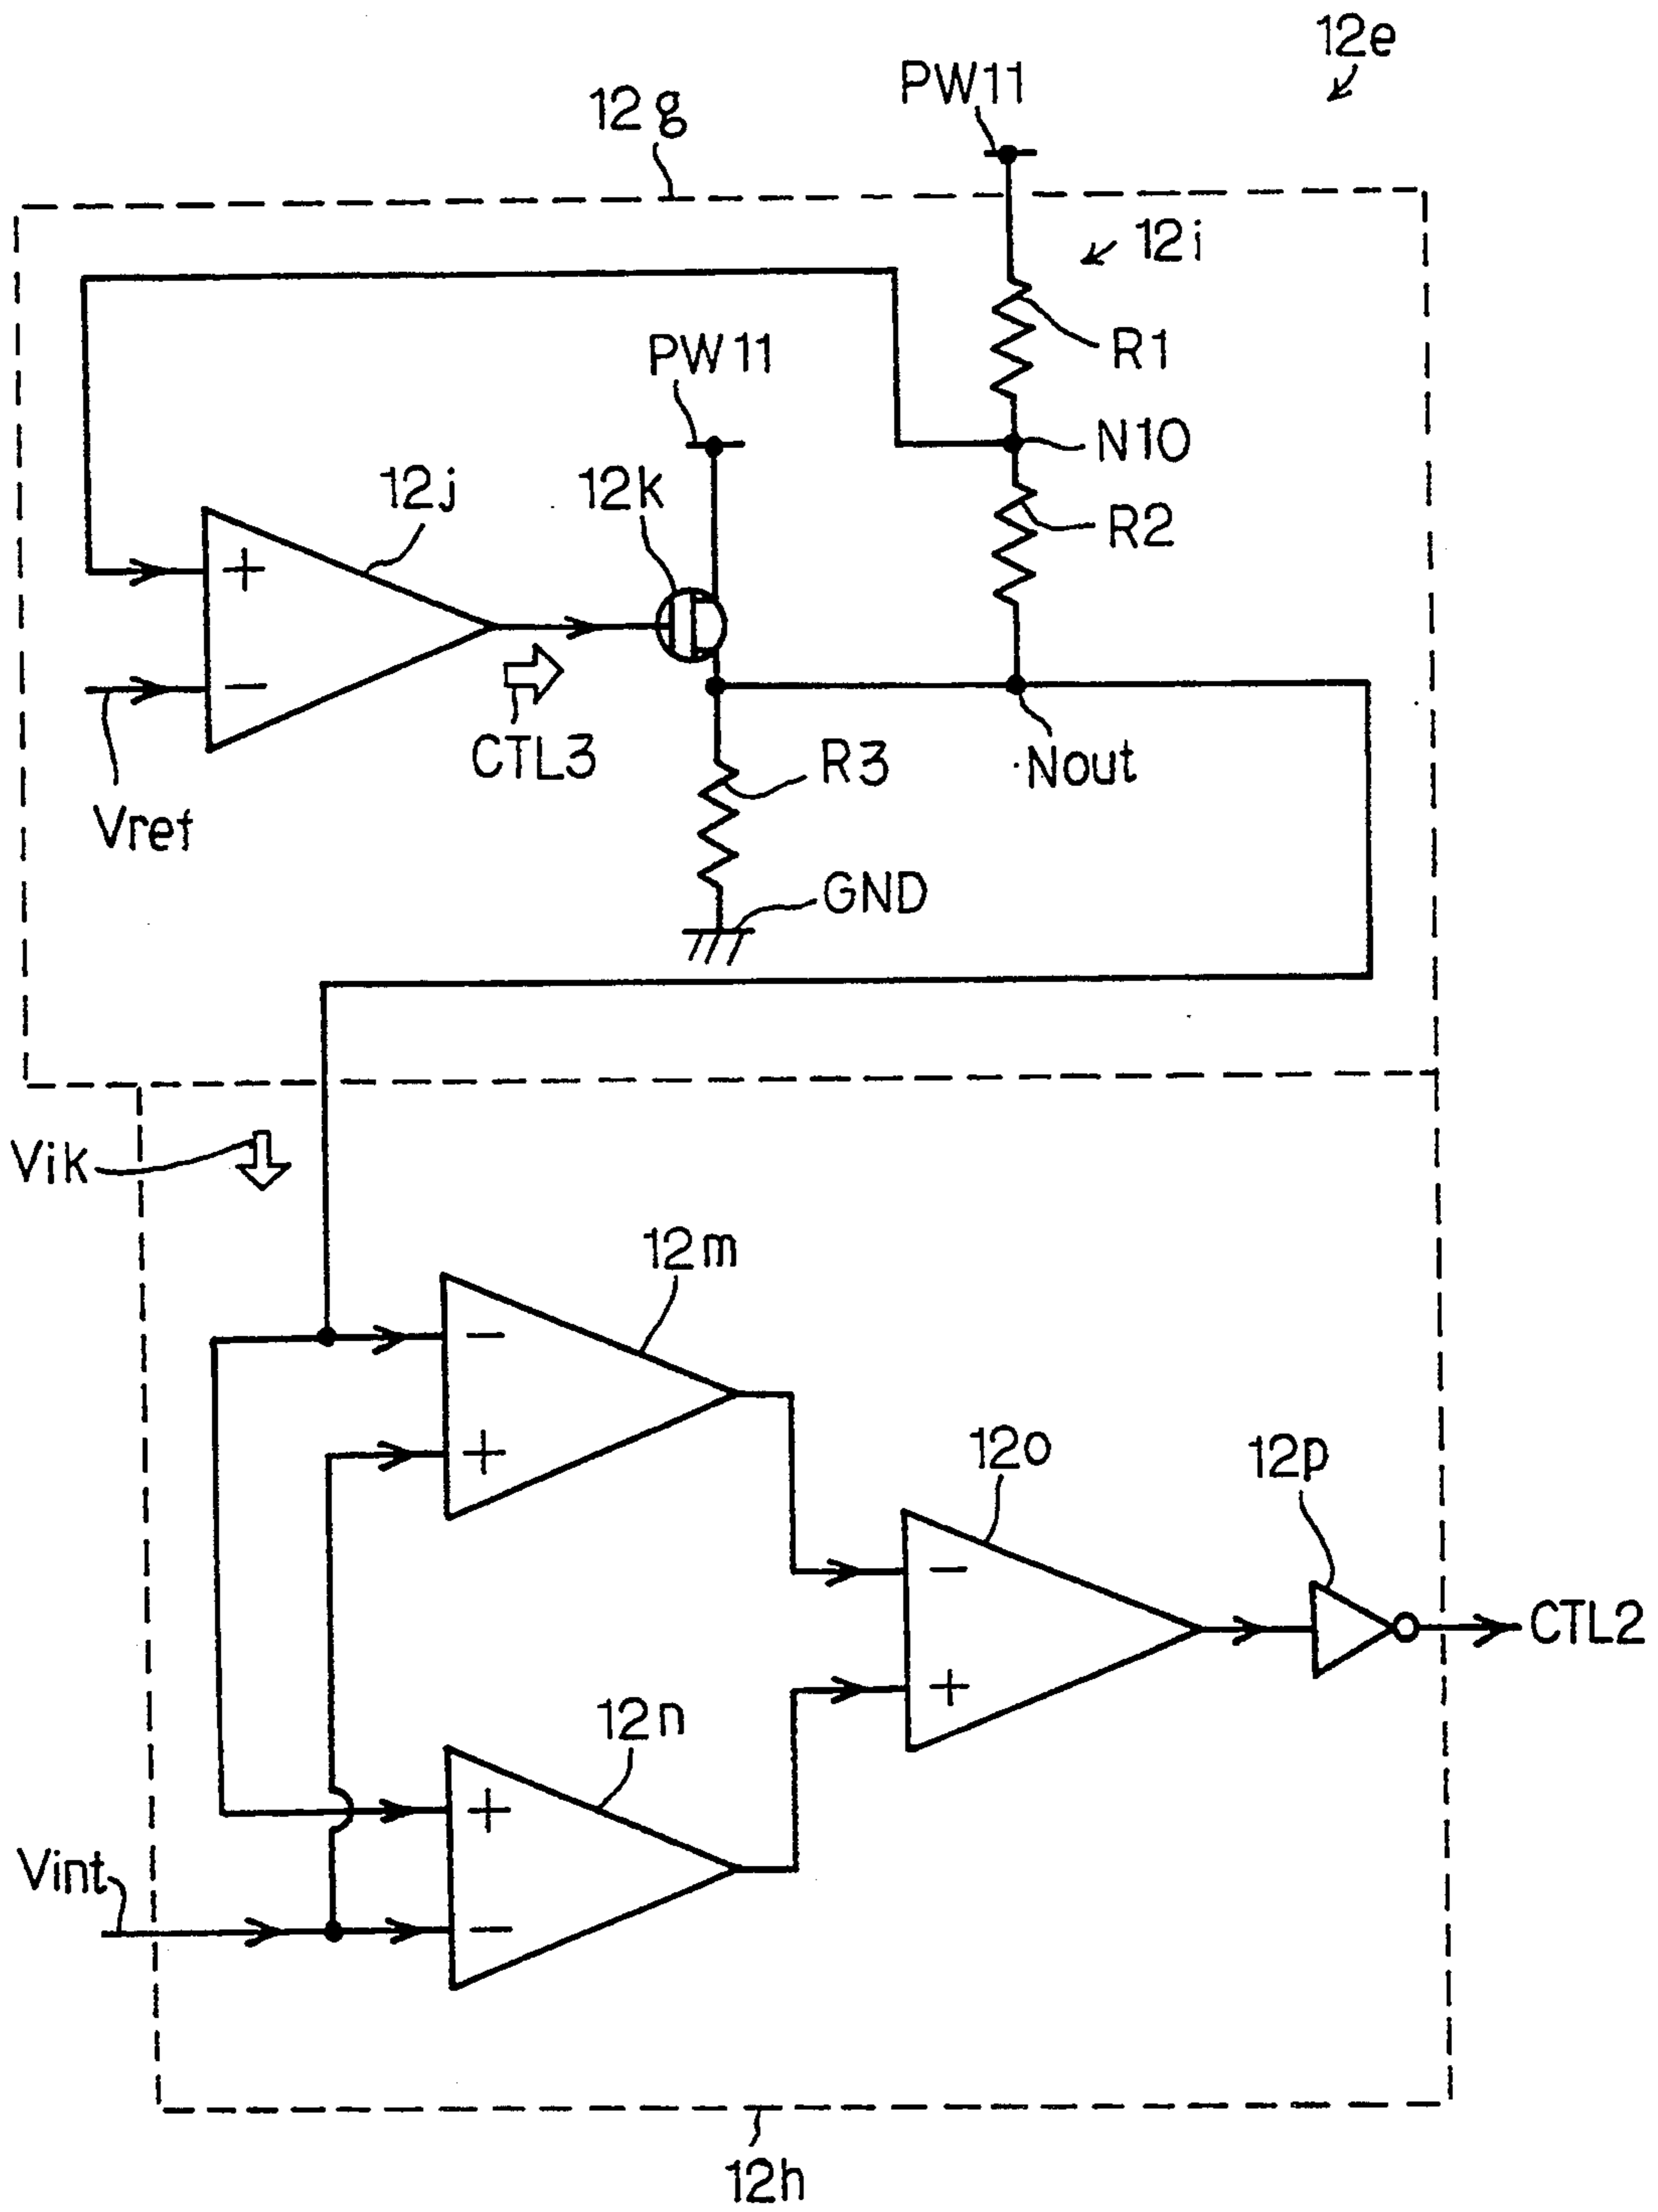 12e
PW11
12g
12i
R1
PW11
N10
12j
12k
R2
+
−
CTL3
R3
Nout
Vref
GND
Vik
12m
−
+
12o
12p
−
CTL2
+
12n
+
Vint
−
12h